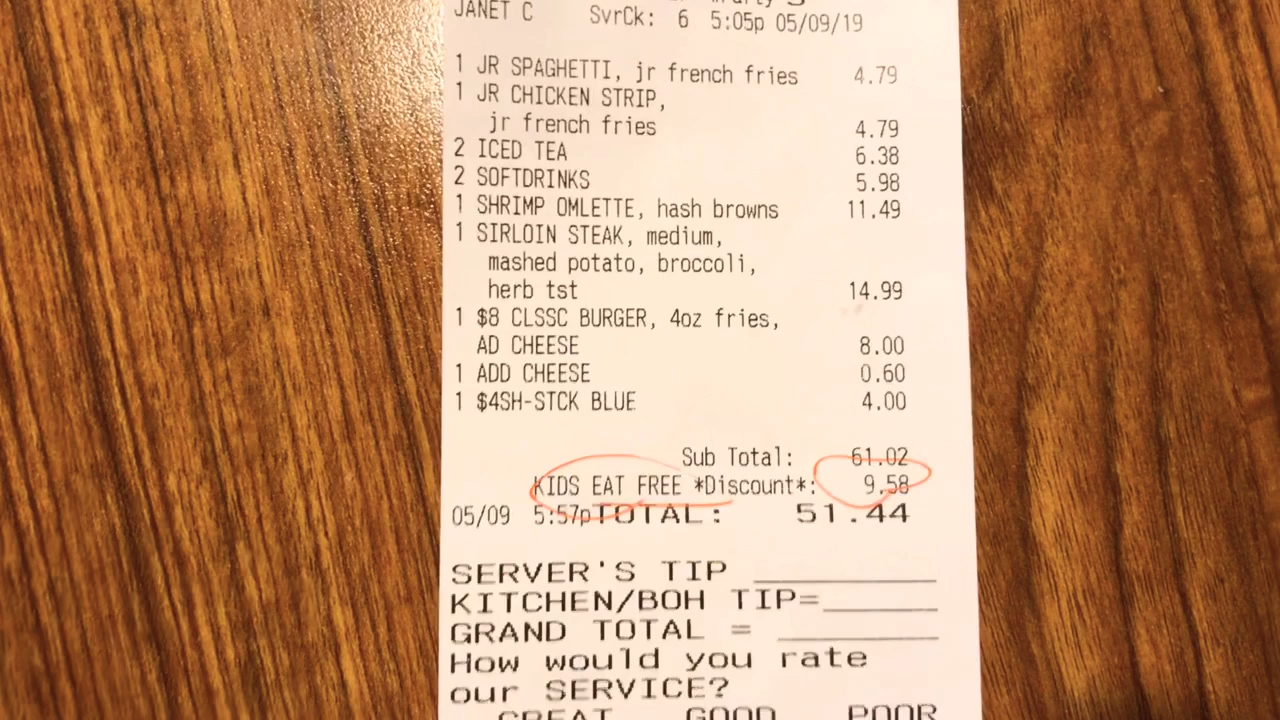 JANET C SvrCk: 6 5:05p 05/09/19
1 JR SPAGHETTI, jr french fries 4.79
1 JR CHICKEN STRIP,
jr french fries 4.79
2 ICED TEA 6.38
2 SOFTDRINKS 5.98
1 SHRIMP OMLETTE, hash browns 11.49
1 SIRLOIN STEAK, medium,
mashed potato, broccoli,
herb tst 14.99
1 $8 CLSSC BURGER, 4oz fries,
AD CHEESE 8.00
1 ADD CHEESE 0.60
1 $4SH-STCK BLUE 4.00
Sub Total: 61.02
KIDS EAT FREE *Discount*: 9.58
05/09 5:57pTOTAL: 51.44
SERVER'S TIP
KITCHEN/BOH TIP=
GRAND TOTAL =
How would you rate
our SERVICE?
GREAT GOOD POOR